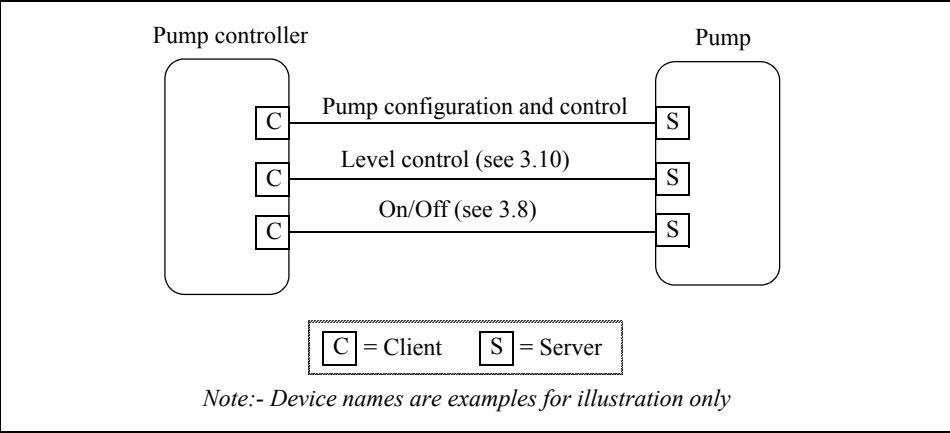 Pump controller
Pump
C Pump configuration and control S
C Level control (see 3.10) S
C On/Off (see 3.8) S
C = Client S = Server
Note:- Device names are examples for illustration only